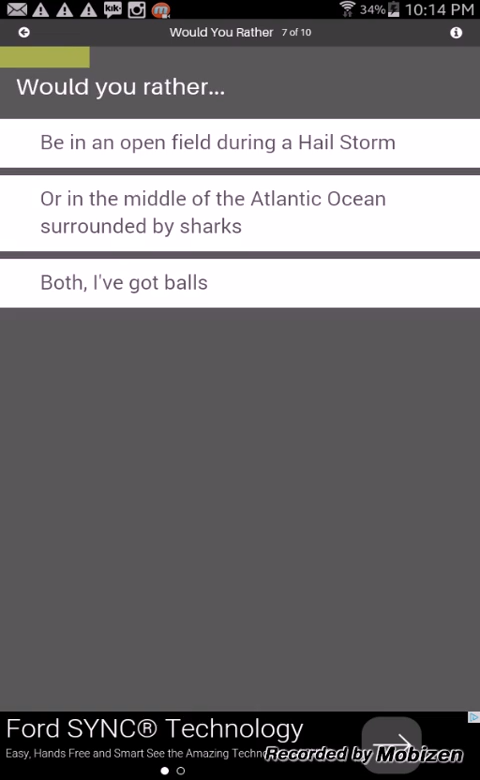 kik·
34%
10:14 PM
Would You Rather 7 of 10
Would you rather...
Be in an open field during a Hail Storm
Or in the middle of the Atlantic Ocean
surrounded by sharks
Both, I've got balls
Ford SYNC® Technology
Easy, Hands Free and Smart See the Amazing
Recorded by Mobizen